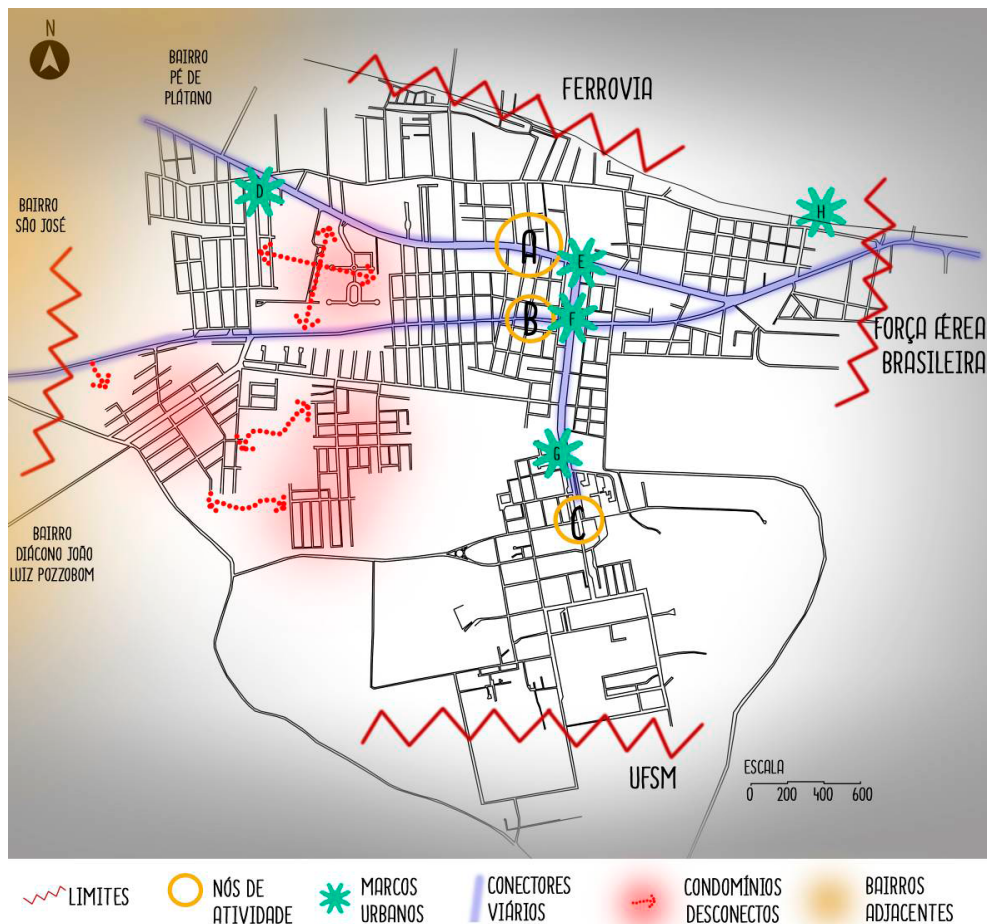 N
BAIRRO
PÉ DE
PLÁTANO
FERROVIA
D
H
BAIRRO
SÃO JOSÉ
A
E
B
F
FORÇA ÁEREA
BRASILEIRA
G
C
BAIRRO
DIÁCONO JOÃO
LUIZ POZZOBOM
UFSM
ESCALA
0 200 400 600
LIMITES
NÓS DE
ATIVIDADE
MARCOS
URBANOS
CONECTORES
VIÁRIOS
CONDOMÍNIOS
DESCONECTOS
BAIRROS
ADJACENTES